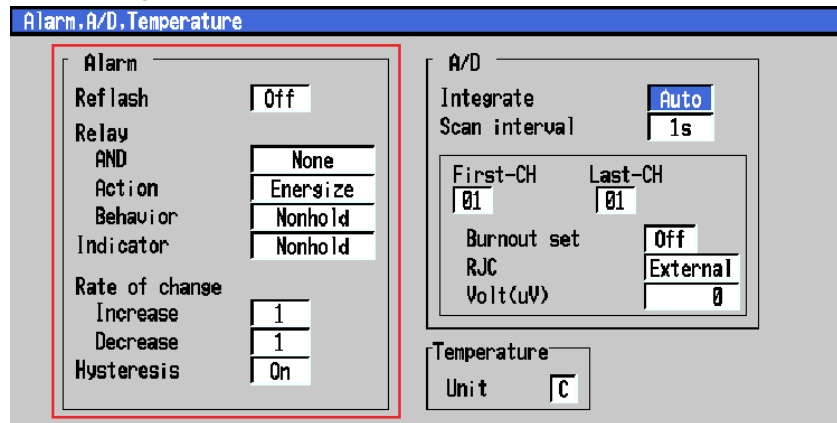 Alarm,A/D,Temperature
Alarm
Reflash Off
Relay
AND None
Action Energize
Behavior Nonhold
Indicator Nonhold
Rate of change
Increase 1
Decrease 1
Hysteresis On
A/D
Integrate Auto
Scan interval 1s
First-CH Last-CH
01 01
Burnout set Off
RJC External
Volt(uV) 0
Temperature
Unit C